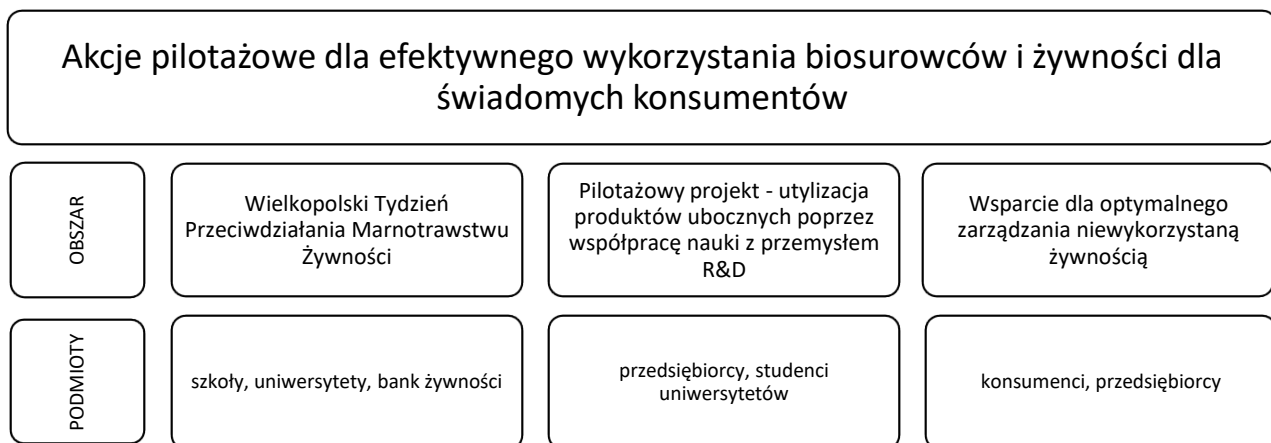 Akcje pilotażowe dla efektywnego wykorzystania biosurowców i żywności dla
świadomych konsumentów
OBSZAR
Wielkopolski Tydzień
Przeciwdziałania Marnotrawstwu
Żywności
Pilotażowy projekt - utylizacja
produktów ubocznych poprzez
współpracę nauki z przemysłem
R&D
Wsparcie dla optymalnego
zarządzania niewykorzystaną
żywnością
PODMIOTY
szkoły, uniwersytety, bank żywności
przedsiębiorcy, studenci
uniwersytetów
konsumenci, przedsiębiorcy